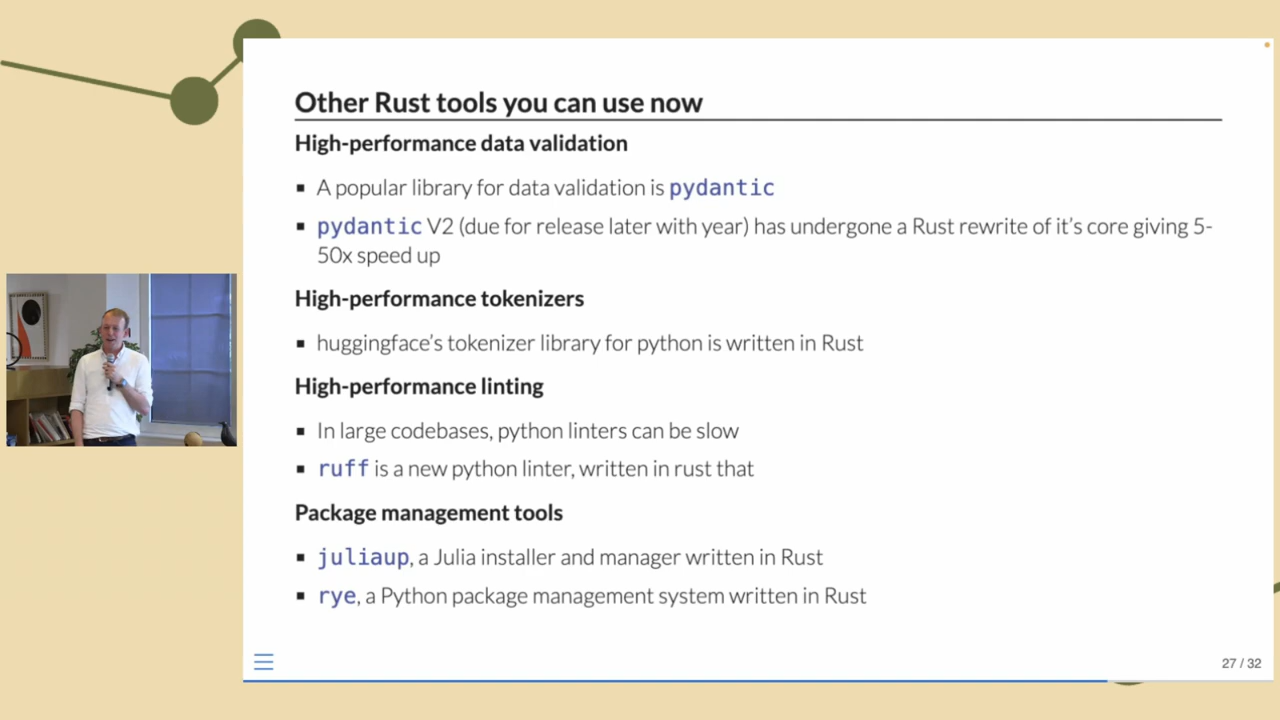 Other Rust tools you can use now
High-performance data validation
▪ A popular library for data validation is pydantic
▪ pydantic V2 (due for release later with year) has undergone a Rust rewrite of it's core giving 5-
50x speed up
High-performance tokenizers
▪ huggingface's tokenizer library for python is written in Rust
High-performance linting
▪ In large codebases, python linters can be slow
▪ ruff is a new python linter, written in rust that
Package management tools
▪ juliaup, a Julia installer and manager written in Rust
▪ rye, a Python package management system written in Rust
27 / 32